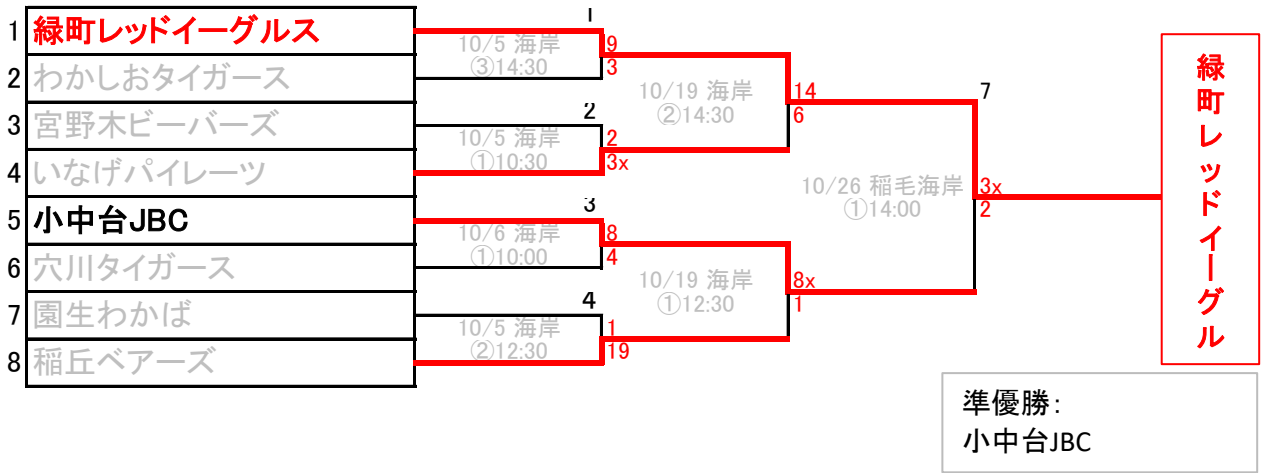 1 緑町レッドイーグルス
2 わかしおタイガース
3 宮野木ビーバーズ
4 いなげパイレーツ
5 小中台JBC
6 穴川タイガース
7 園生わかば
8 稲丘ベアーズ
1
10/5 海岸
③14:30
9
3
2
10/5 海岸
①10:30
2
3x
3
10/6 海岸
①10:00
8
4
4
10/5 海岸
②12:30
1
19
10/19 海岸
②14:30
14
6
10/19 海岸
①12:30
8x
1
7
10/26 稲毛海岸
①14:00
3x
2
緑町レッドイーグル
準優勝：
小中台JBC